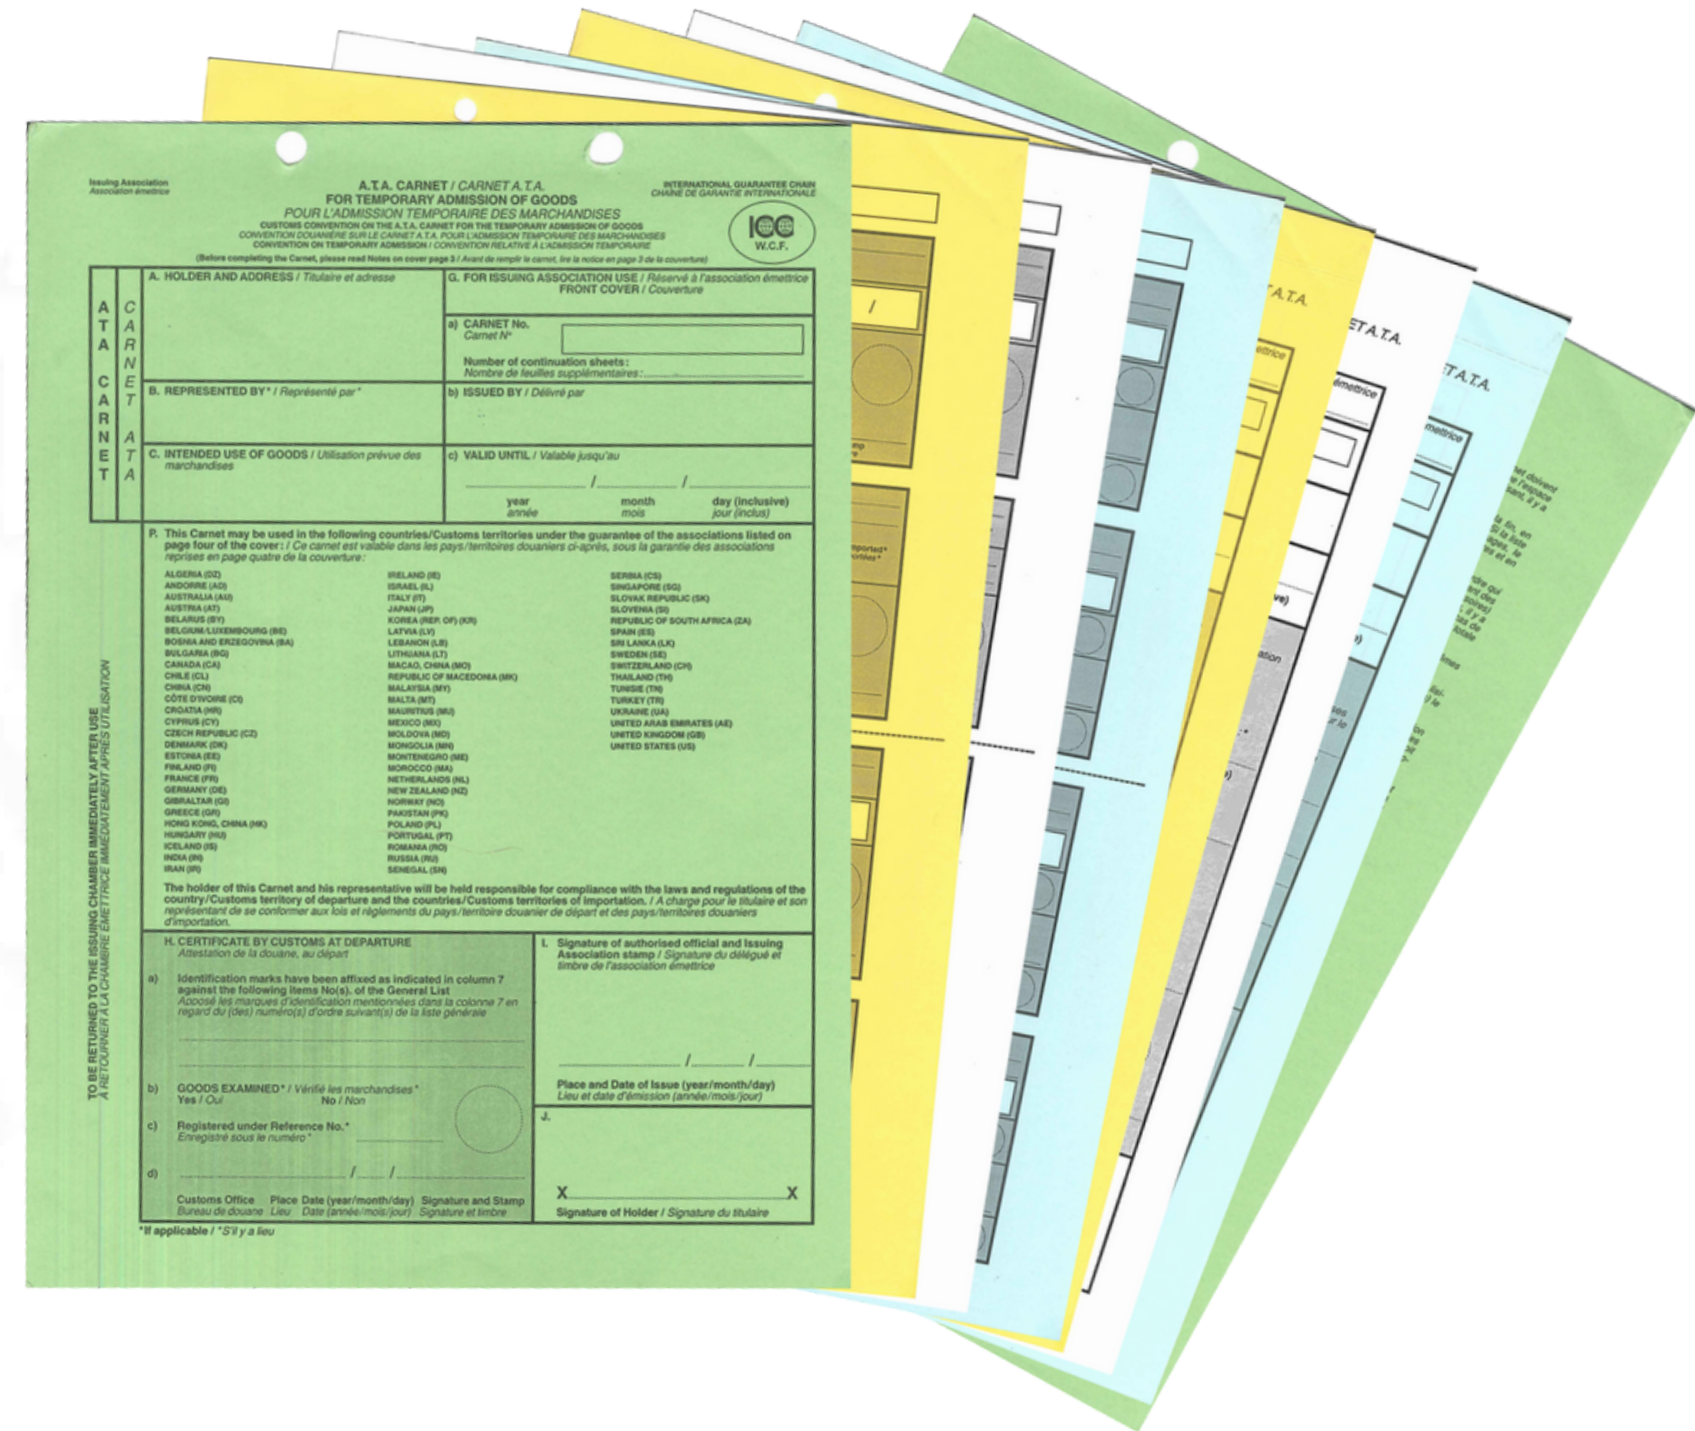 Issuing Association
Association émettrice
A.T.A. CARNET / CARNET A.T.A.
FOR TEMPORARY ADMISSION OF GOODS
POUR L'ADMISSION TEMPORAIRE DES MARCHANDISES
CUSTOMS CONVENTION ON THE A.T.A. CARNET FOR THE TEMPORARY ADMISSION OF GOODS
CONVENTION DOUANIÈRE SUR LE CARNET A.T.A. POUR L'ADMISSION TEMPORAIRE DES MARCHANDISES
CONVENTION ON TEMPORARY ADMISSION / CONVENTION RELATIVE À L'ADMISSION TEMPORAIRE
(Before completing the Carnet, please read Notes on cover page 3 / Avant de remplir le carnet, lire la notice en page 3 de la couverture)
INTERNATIONAL GUARANTEE CHAIN
CHAÎNE DE GARANTIE INTERNATIONALE
ICC
W.C.F.
ATA CARNET
CARNET ATA
A. HOLDER AND ADDRESS / Titulaire et adresse
G. FOR ISSUING ASSOCIATION USE / Réservé à l'association émettrice
FRONT COVER / Couverture
a) CARNET No.
Carnet N°
Number of continuation sheets:
Nombre de feuilles supplémentaires:
B. REPRESENTED BY* / Représenté par*
b) ISSUED BY / Délivré par
C. INTENDED USE OF GOODS / Utilisation prévue des
marchandises
c) VALID UNTIL / Valable jusqu'au
/ /
year month day (inclusive)
année mois jour (inclus)
P. This Carnet may be used in the following countries/Customs territories under the guarantee of the associations listed on
page four of the cover: / Ce carnet est valable dans les pays/territoires douaniers ci-après, sous la garantie des associations
reprises en page quatre de la couverture:
ALGERIA (DZ)
ANDORRE (AD)
AUSTRALIA (AU)
AUSTRIA (AT)
BELARUS (BY)
BELGIUM/LUXEMBOURG (BE)
BOSNIA AND ERZEGOVINA (BA)
BULGARIA (BG)
CANADA (CA)
CHILE (CL)
CHINA (CN)
CÔTE D'IVOIRE (CI)
CROATIA (HR)
CYPRUS (CY)
CZECH REPUBLIC (CZ)
DENMARK (DK)
ESTONIA (EE)
FINLAND (FI)
FRANCE (FR)
GERMANY (DE)
GIBRALTAR (GI)
GREECE (GR)
HONG KONG, CHINA (HK)
HUNGARY (HU)
ICELAND (IS)
INDIA (IN)
IRAN (IR)
IRELAND (IE)
ISRAEL (IL)
ITALY (IT)
JAPAN (JP)
KOREA (REP. OF) (KR)
LATVIA (LV)
LEBANON (LB)
LITHUANA (LT)
MACAO, CHINA (MO)
REPUBLIC OF MACEDONIA (MK)
MALAYSIA (MY)
MALTA (MT)
MAURITIUS (MU)
MEXICO (MX)
MOLDOVA (MD)
MONGOLIA (MN)
MONTENEGRO (ME)
MOROCCO (MA)
NETHERLANDS (NL)
NEW ZEALAND (NZ)
NORWAY (NO)
PAKISTAN (PK)
POLAND (PL)
PORTUGAL (PT)
ROMANIA (RO)
RUSSIA (RU)
SENEGAL (SN)
SERBIA (CS)
SINGAPORE (SG)
SLOVAK REPUBLIC (SK)
SLOVENIA (SI)
REPUBLIC OF SOUTH AFRICA (ZA)
SPAIN (ES)
SRI LANKA (LK)
SWEDEN (SE)
SWITZERLAND (CH)
THAILAND (TH)
TUNISIE (TN)
TURKEY (TR)
UKRAINE (UA)
UNITED ARAB EMIRATES (AE)
UNITED KINGDOM (GB)
UNITED STATES (US)
The holder of this Carnet and his representative will be held responsible for compliance with the laws and regulations of the
country/Customs territory of departure and the countries/Customs territories of importation. / A charge pour le titulaire et son
représentant de se conformer aux lois et règlements du pays/territoire douanier de départ et des pays/territoires douaniers
d'importation.
TO BE RETURNED TO THE ISSUING CHAMBER IMMEDIATELY AFTER USE
A RETOURNER À LA CHAMBRE ÉMETTRICE IMMÉDIATEMENT APRÈS UTILISATION
H. CERTIFICATE BY CUSTOMS AT DEPARTURE
Attestation de la douane, au départ
a) Identification marks have been affixed as indicated in column 7
against the following Items No(s). of the General List
Apposé les marques d'identification mentionnées dans la colonne 7 en
regard du (des) numéro(s) d'ordre suivant(s) de la liste générale
b) GOODS EXAMINED* / Vérifié les marchandises*
Yes / Oui No / Non
c) Registered under Reference No.*
Enregistré sous le numéro*
d) / /
Customs Office Place Date (year/month/day) Signature and Stamp
Bureau de douane Lieu Date (année/mois/jour) Signature et timbre
I. Signature of authorised official and Issuing
Association stamp / Signature du délégué et
timbre de l'association émettrice
/ /
Place and Date of Issue (year/month/day)
Lieu et date d'émission (année/mois/jour)
J.
X X
Signature of Holder / Signature du titulaire
*If applicable / *S'il y a lieu
/
A.T.A.
ET A.T.A.
émettrice
ET A.T.A.